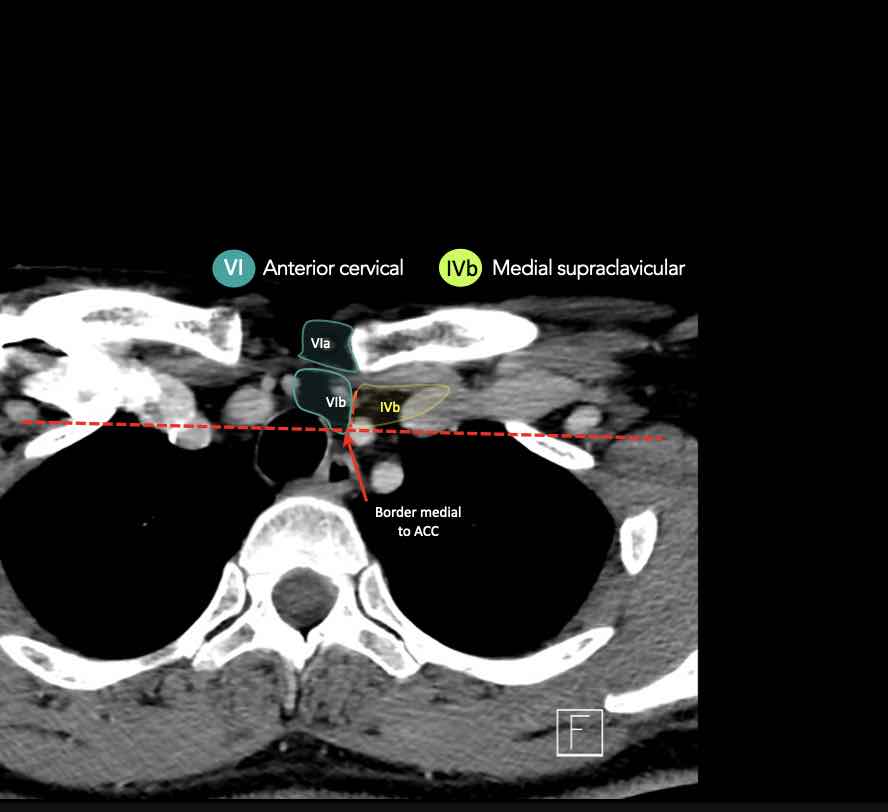 VI Anterior cervical
IVb Medial supraclavicular
VIa
VIb
IVb
Border medial
to ACC
F